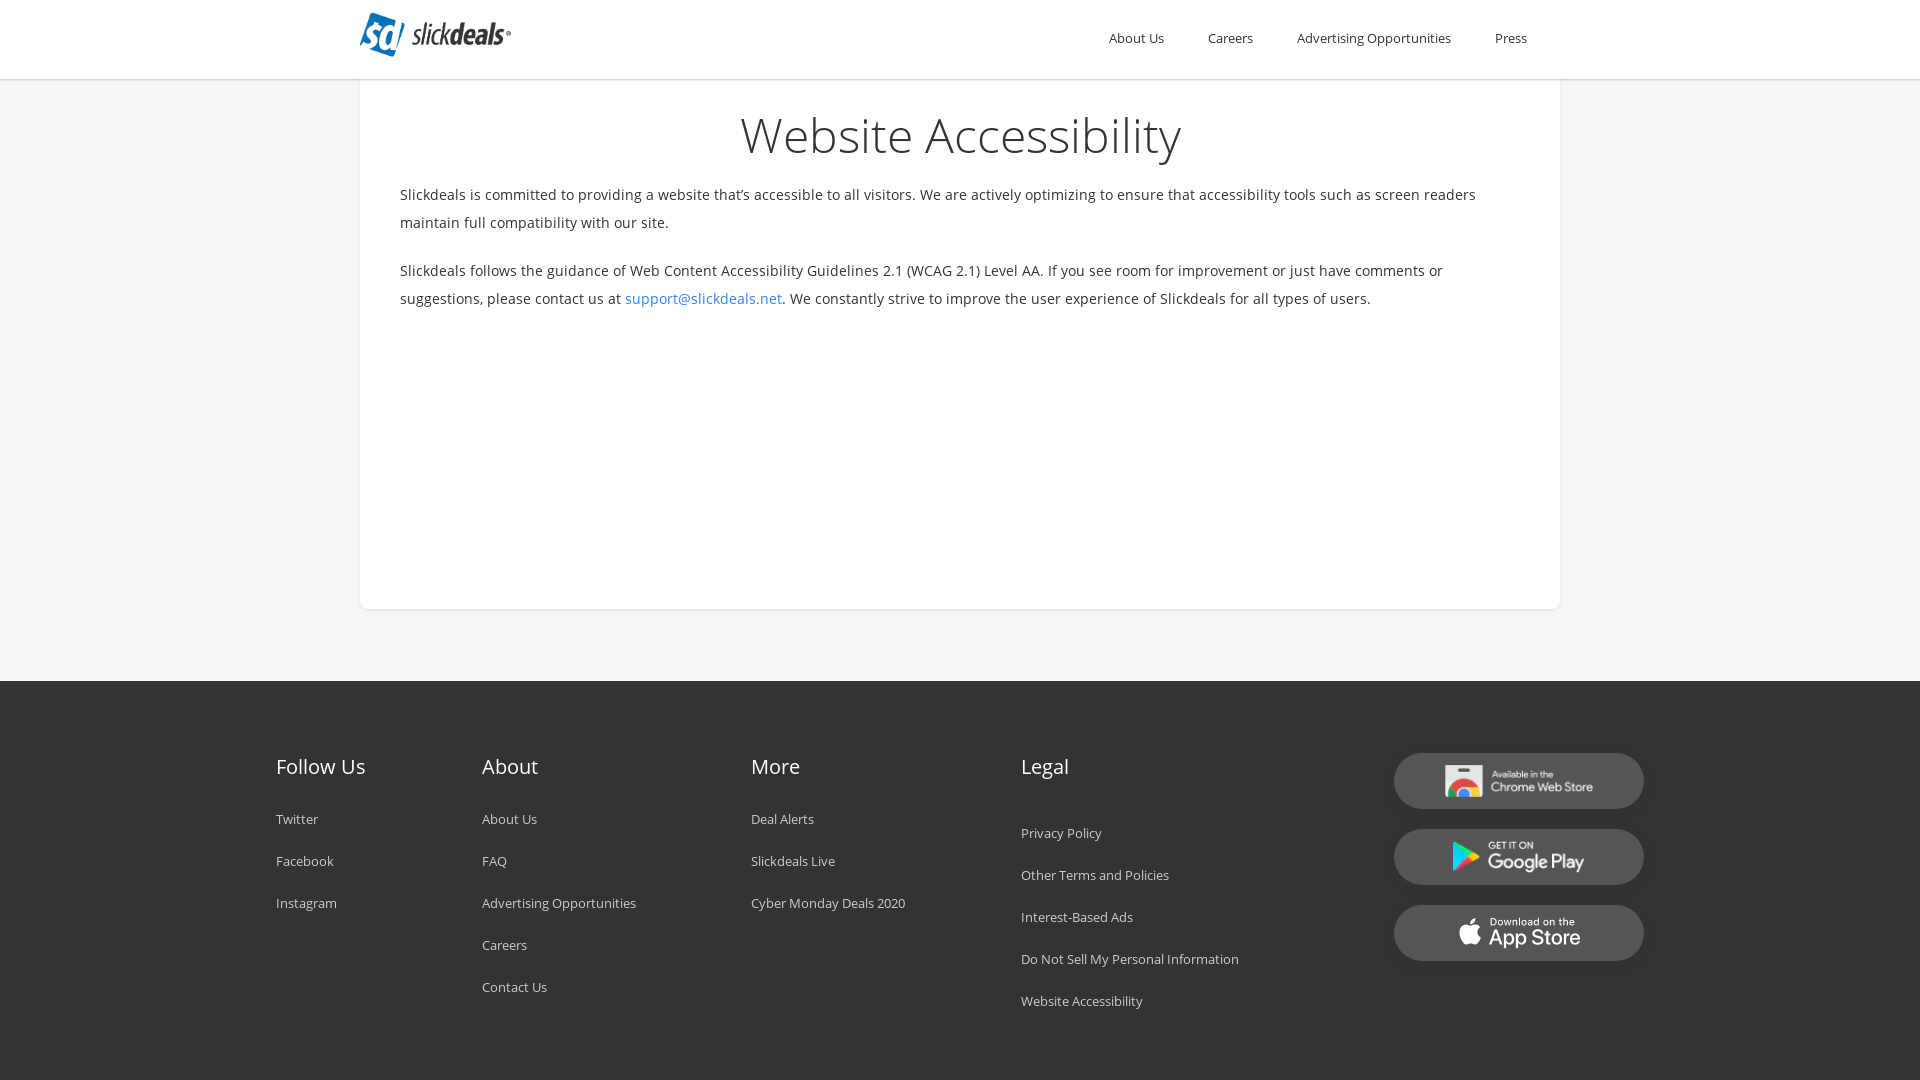 sd slickdeals®
About Us
Careers
Advertising Opportunities
Press
Website Accessibility
Slickdeals is committed to providing a website that’s accessible to all visitors. We are actively optimizing to ensure that accessibility tools such as screen readers
maintain full compatibility with our site.
Slickdeals follows the guidance of Web Content Accessibility Guidelines 2.1 (WCAG 2.1) Level AA. If you see room for improvement or just have comments or
suggestions, please contact us at support@slickdeals.net. We constantly strive to improve the user experience of Slickdeals for all types of users.
Follow Us
Twitter
Facebook
Instagram
About
About Us
FAQ
Advertising Opportunities
Careers
Contact Us
More
Deal Alerts
Slickdeals Live
Cyber Monday Deals 2020
Legal
Privacy Policy
Other Terms and Policies
Interest-Based Ads
Do Not Sell My Personal Information
Website Accessibility
Available in the
Chrome Web Store
GET IT ON
Google Play
Download on the
App Store